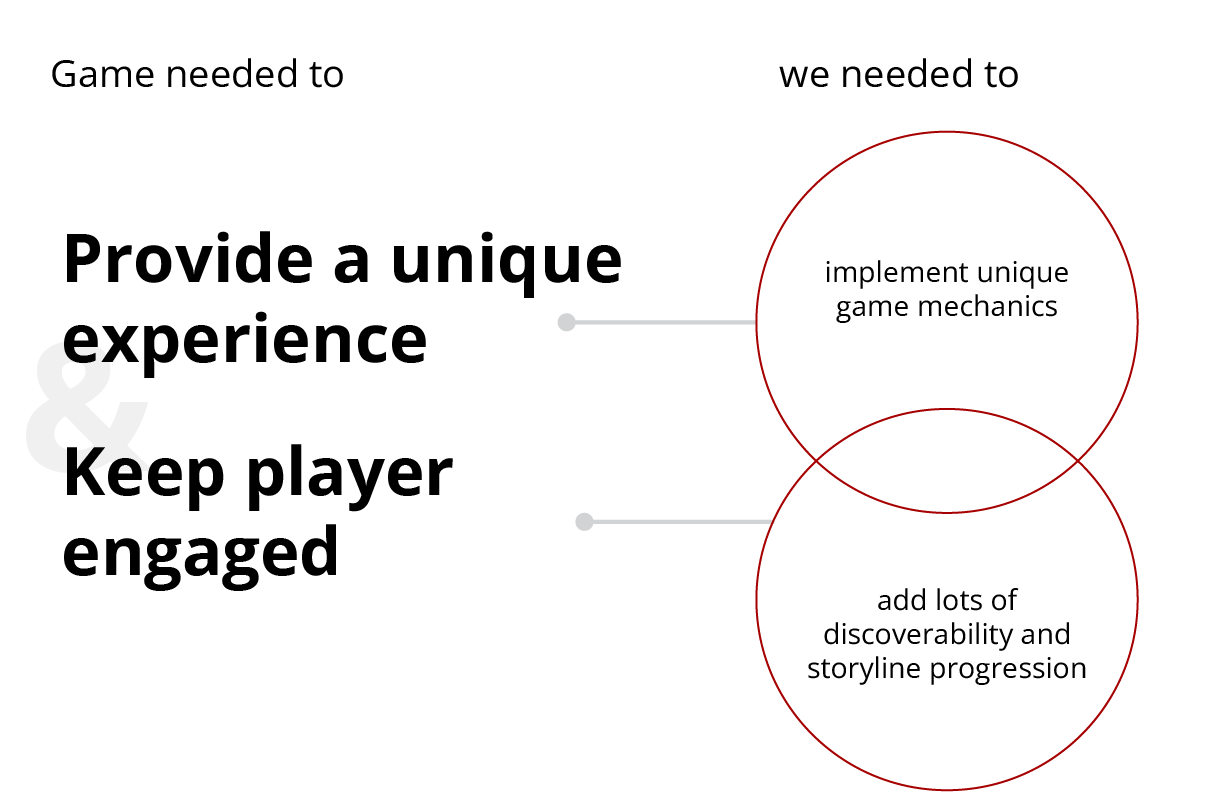 Game needed to
we needed to
Provide a unique
experience
&
Keep player
engaged
implement unique
game mechanics
add lots of
discoverability and
storyline progression